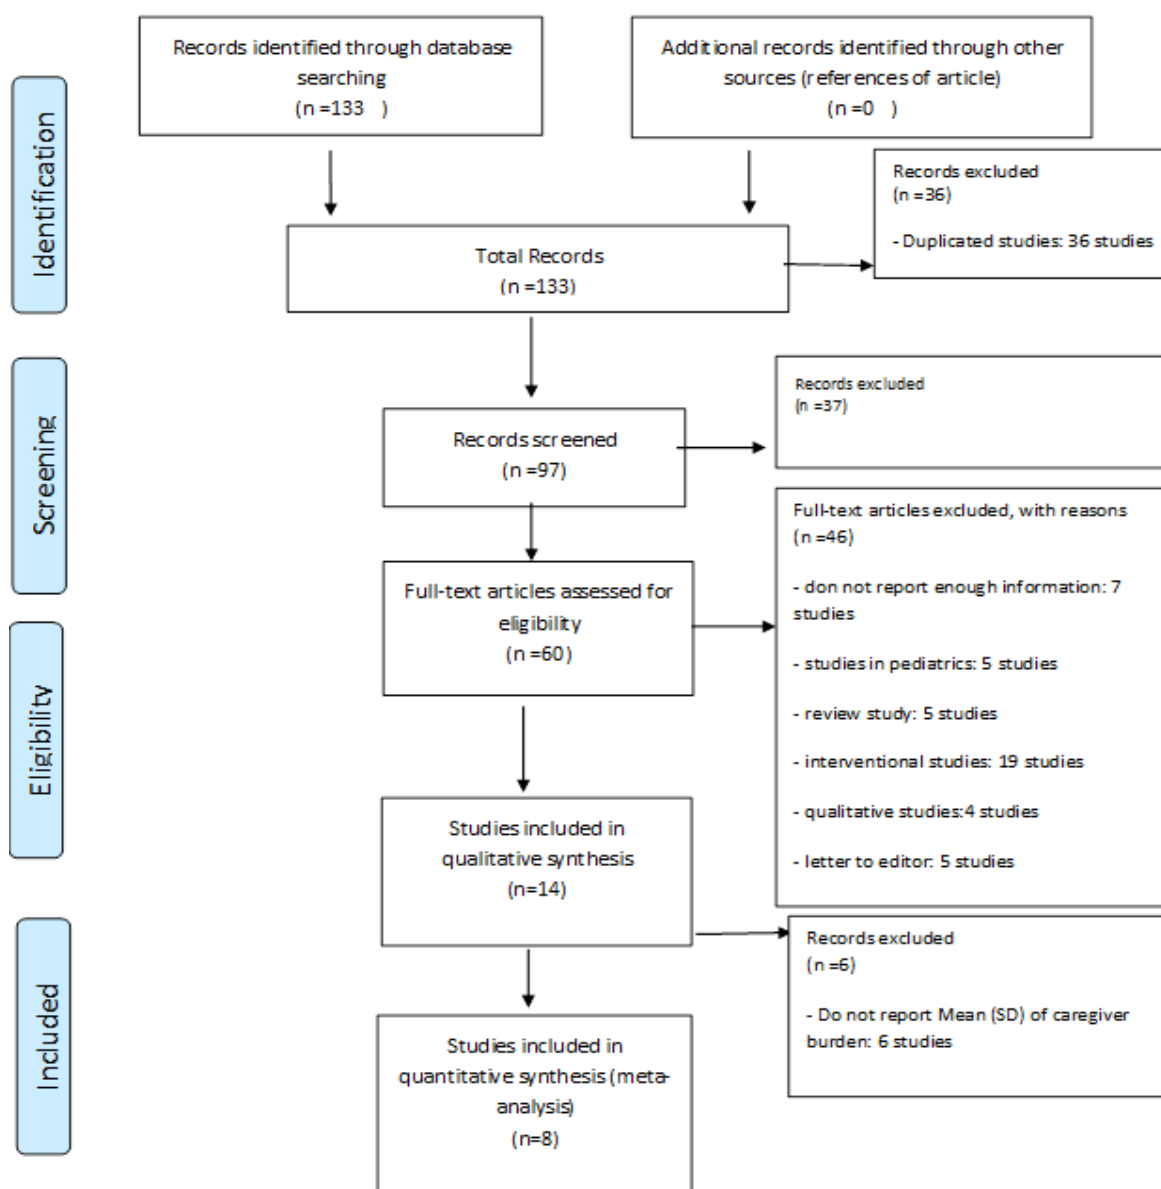 Records identified through database
searching
(n =133   )
Additional records identified through other
sources (references of article)
(n =0   )
Identification
Records excluded
(n =36)
- Duplicated studies: 36 studies
Total Records
(n =133)
Screening
Records excluded
(n =37)
Records screened
(n =97)
Full-text articles excluded, with reasons
(n =46)
- don not report enough information: 7
studies
- studies in pediatrics: 5 studies
- review study: 5 studies
- interventional studies: 19 studies
- qualitative studies:4 studies
- letter to editor: 5 studies
Full-text articles assessed for
eligibility
(n =60)
Eligibility
Studies included in
qualitative synthesis
(n=14)
Included
Records excluded
(n =6)
- Do not report Mean (SD) of caregiver
burden: 6 studies
Studies included in
quantitative synthesis (meta-
analysis)
(n=8)